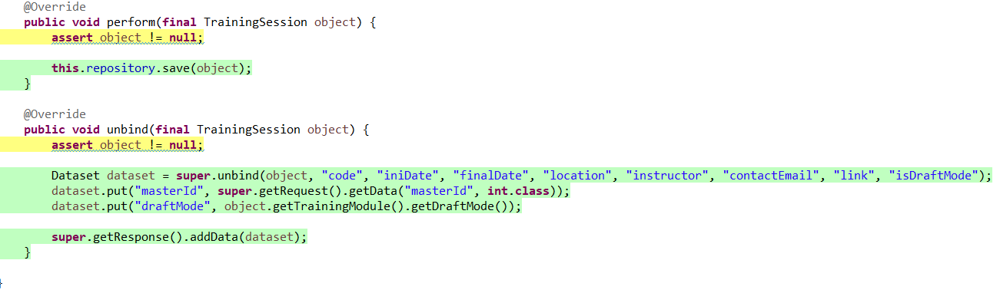 @Override
public void perform(final TrainingSession object) {
assert object != null;
this.repository.save(object);
}
@Override
public void unbind(final TrainingSession object) {
assert object != null;
Dataset dataset = super.unbind(object, "code", "iniDate", "finalDate", "location", "instructor", "contactEmail", "link", "isDraftMode");
dataset.put("masterId", super.getRequest().getData("masterId", int.class));
dataset.put("draftMode", object.getTrainingModule().getDraftMode());
super.getResponse().addData(dataset);
}
}